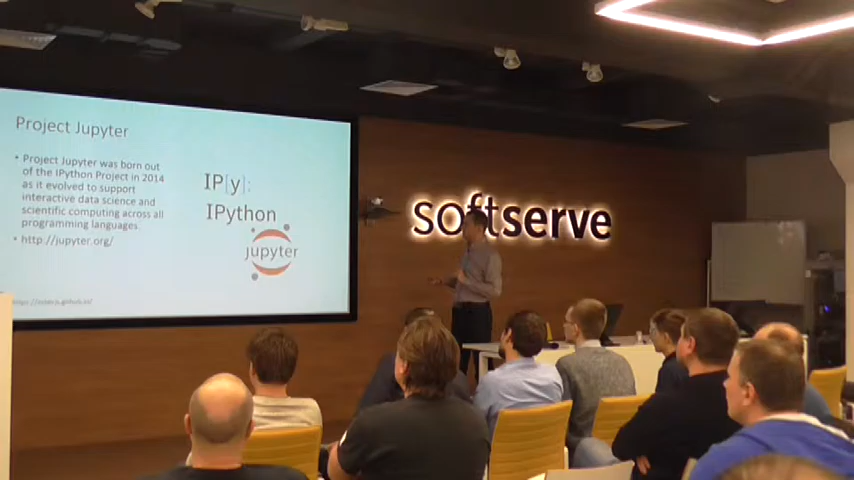 Project Jupyter
• Project Jupyter was born out
of the IPython Project in 2014
as it evolved to support
interactive data science and
scientific computing across all
programming languages.
• http://jupyter.org/
IP[y]:
IPython
jupyter
softserve